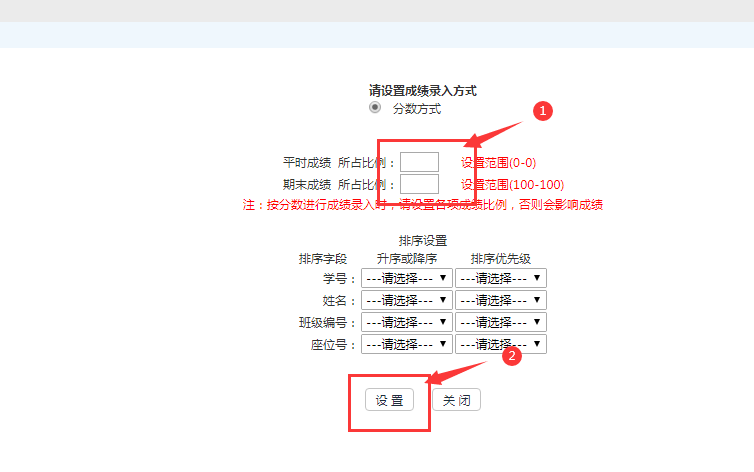 请设置成绩录入方式
分数方式
1
平时成绩 所占比例： 设置范围(0-0)
期末成绩 所占比例： 设置范围(100-100)
注：按分数进行成绩录入时，请设置各项成绩比例，否则会影响成绩
排序设置
排序字段 升序或降序 排序优先级
学号： ---请选择--- ---请选择---
姓名： ---请选择--- ---请选择---
班级编号： ---请选择--- ---请选择---
座位号： ---请选择--- ---请选择---
2
设 置 关 闭